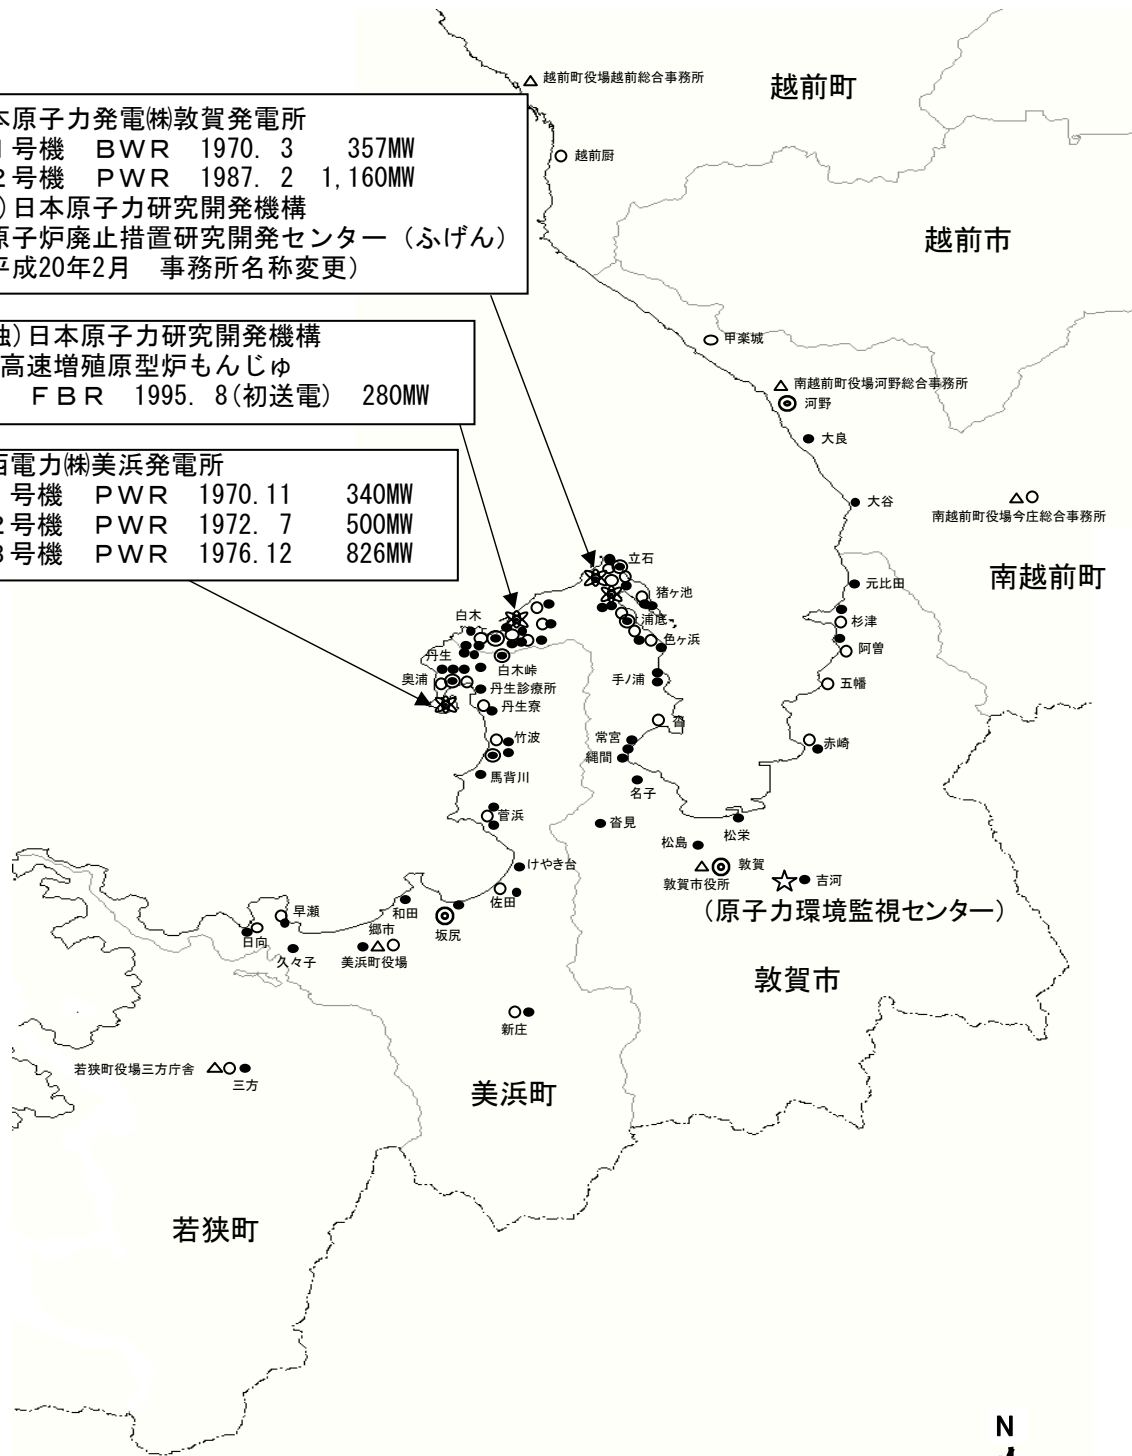 越前町役場越前総合事務所
越前町
本原子力発電㈱敦賀発電所
1号機　BWR　1970. 3　357MW
2号機　PWR　1987. 2　1,160MW
)日本原子力研究開発機構
原子炉廃止措置研究開発センター（ふげん）
平成20年2月　事務所名称変更）
越前厨
越前市
独)日本原子力研究開発機構
高速増殖原型炉もんじゅ
FBR　1995. 8(初送電)　280MW
甲楽城
南越前町役場河野総合事務所
河野
大良
西電力㈱美浜発電所
号機　PWR　1970.11　340MW
2号機　PWR　1972. 7　500MW
3号機　PWR　1976.12　826MW
大谷
南越前町役場今庄総合事務所
南越前町
立石
元比田
猪ヶ池
白木
浦底
杉津
色ヶ浜
阿曽
丹生
白木峠
奥浦
手ノ浦
五幡
丹生診療所
丹生寮
沓
竹波
常宮
赤崎
縄間
馬背川
名子
菅浜
沓見
松栄
松島
けやき台
敦賀
敦賀市役所
吉河
佐田
（原子力環境監視センター）
早瀬
和田
郷市
坂尻
日向
久々子
美浜町役場
敦賀市
新庄
若狭町役場三方庁舎
三方
美浜町
若狭町
N